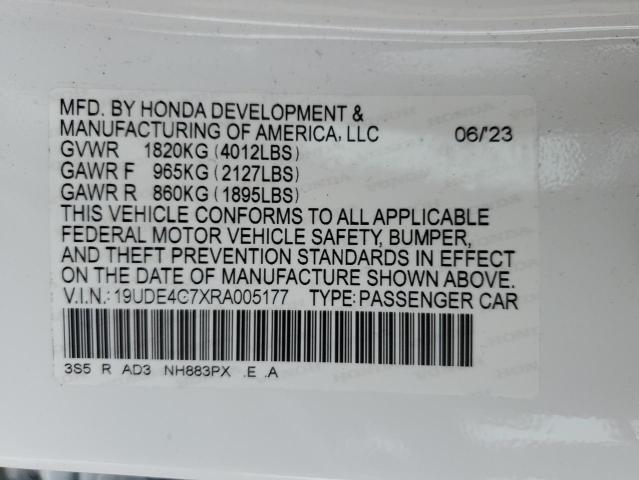 MFD. BY HONDA DEVELOPMENT &
MANUFACTURING OF AMERICA, LLC 06/'23
GVWR 1820KG (4012LBS)
GAWR F 965KG (2127LBS)
GAWR R 860KG (1895LBS)
THIS VEHICLE CONFORMS TO ALL APPLICABLE
FEDERAL MOTOR VEHICLE SAFETY, BUMPER,
AND THEFT PREVENTION STANDARDS IN EFFECT
ON THE DATE OF MANUFACTURE SHOWN ABOVE.
V.I.N.: 19UDE4G7XRA005177 TYPE: PASSENGER CAR
3S5 R AD3 NH883PX .E .A